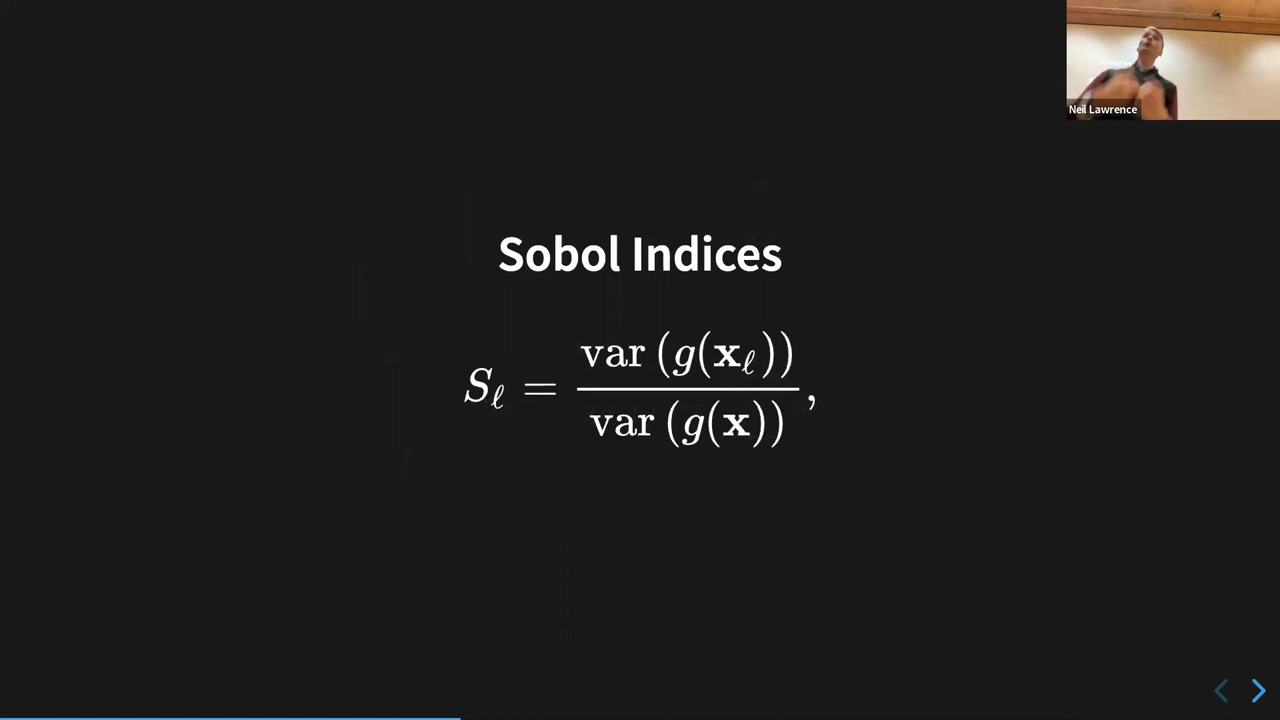 Neil Lawrence
Sobol Indices
S_ℓ = var (g(x_ℓ)) / var (g(x)),